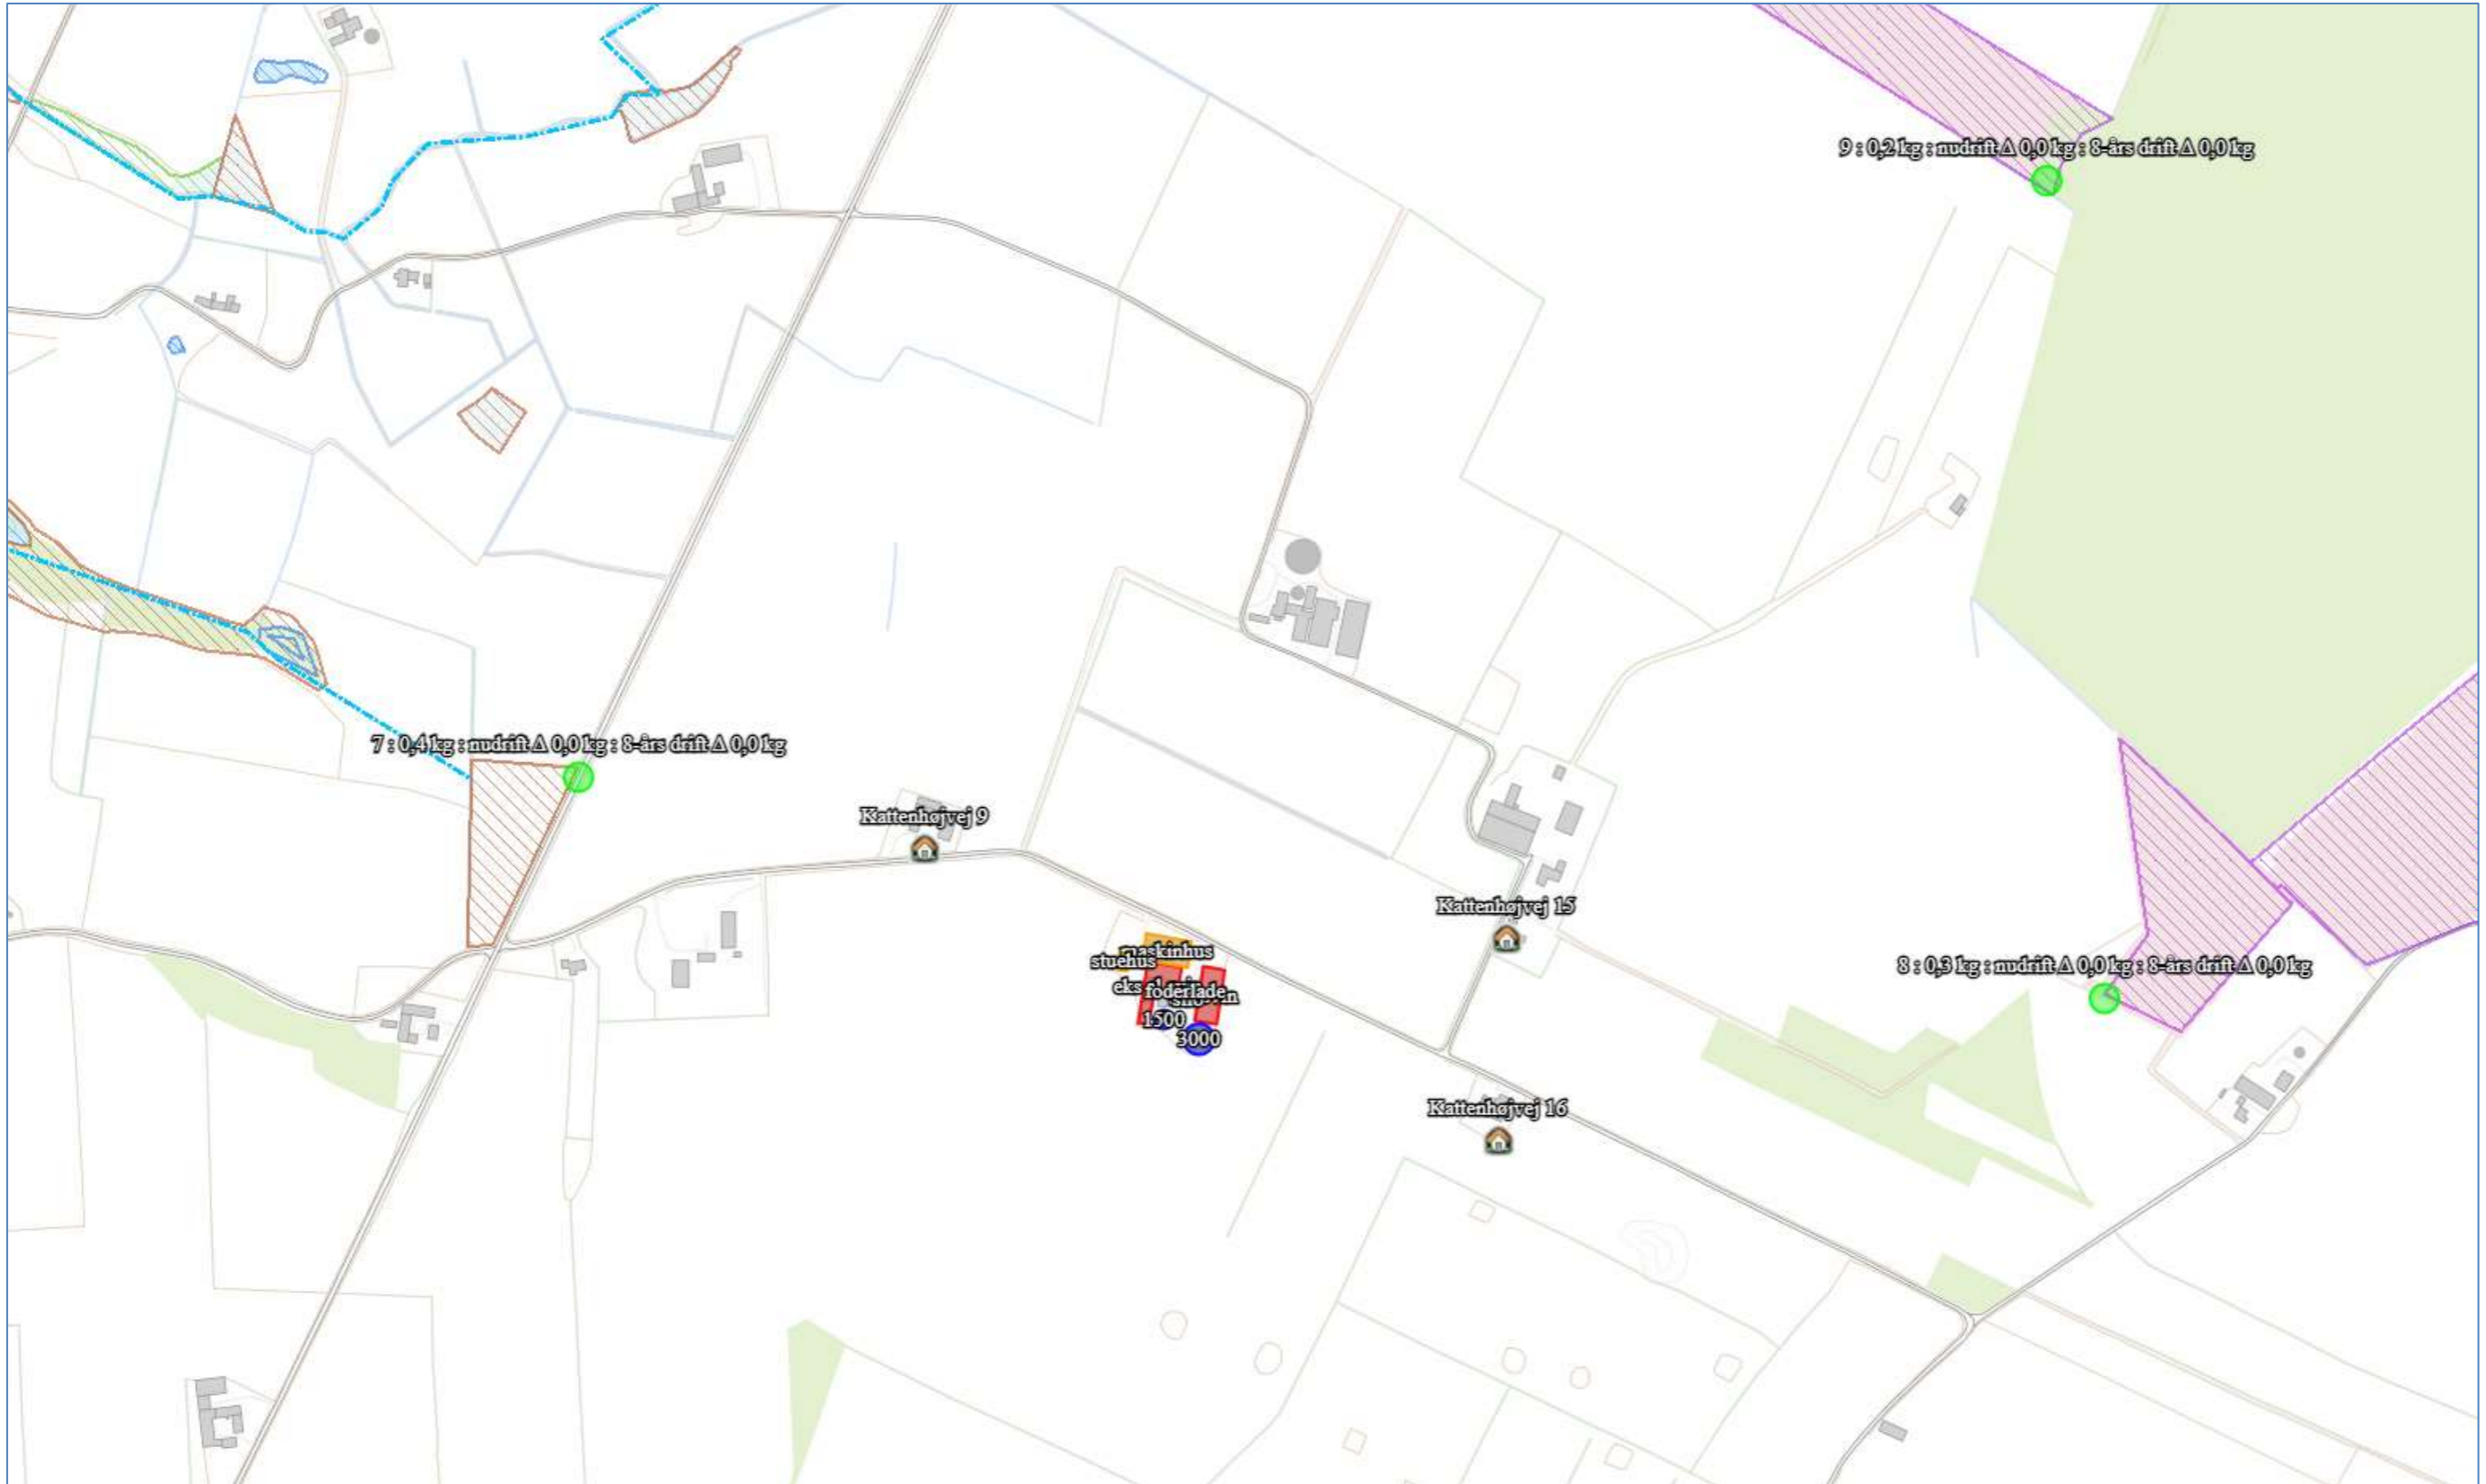 9 : 0,2 kg : nudrift Δ 0,0 kg : 8-års drift Δ 0,0 kg
7 : 0,4 kg : nudrift Δ 0,0 kg : 8-års drift Δ 0,0 kg
Kattenhøjvej 9
Kattenhøjvej 15
maskinhus
stuehus
8 : 0,3 kg : nudrift Δ 0,0 kg : 8-års drift Δ 0,0 kg
foderlade
1500
3000
Kattenhøjvej 16